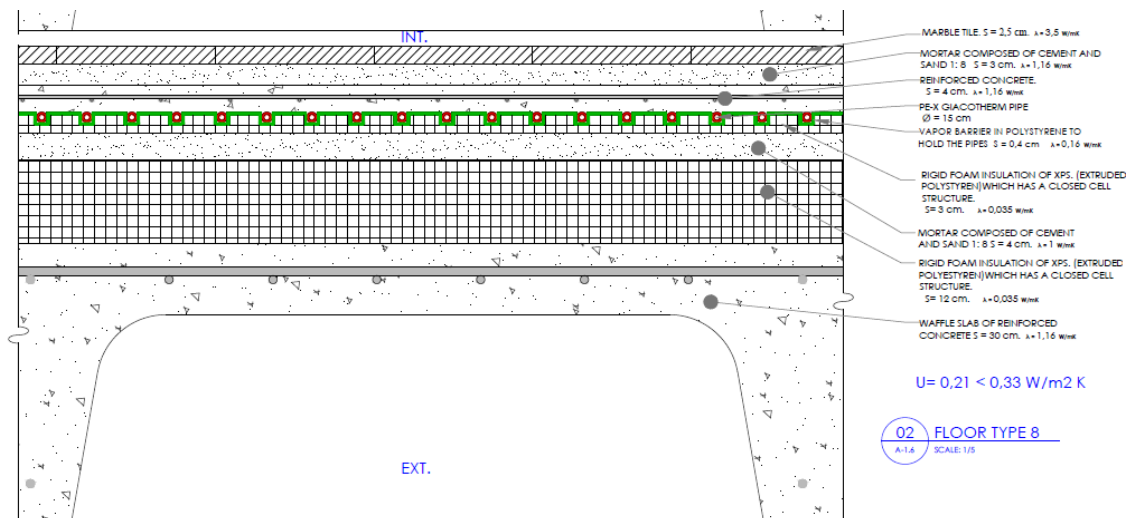 INT.
MARBLE TILE. S = 2,5 cm. λ= 3,5 W/mK
MORTAR COMPOSED OF CEMENT AND
SAND 1: 8 S = 3 cm. λ= 1,16 W/mK
REINFORCED CONCRETE.
S = 4 cm. λ= 1,16 W/mK
PE-X GIACOTHERM PIPE
Ø = 15 cm
VAPOR BARRIER IN POLYSTYRENE TO
HOLD THE PIPES S = 0,4 cm λ=0,16 W/mK
RIGID FOAM INSULATION OF XPS. (EXTRUDED
POLYSTYREN)WHICH HAS A CLOSED CELL
STRUCTURE.
S= 3 cm. λ=0,035 W/mK
MORTAR COMPOSED OF CEMENT
AND SAND 1: 8 S = 4 cm. λ= 1 W/mK
RIGID FOAM INSULATION OF XPS. (EXTRUDED
POLYESTYREN)WHICH HAS A CLOSED CELL
STRUCTURE.
S= 12 cm. λ=0,035 W/mK
WAFFLE SLAB OF REINFORCED
CONCRETE S = 30 cm. λ= 1,16 W/mK
U= 0,21 < 0,33 W/m2 K
02 FLOOR TYPE 8
A-1.6 SCALE: 1/5
EXT.